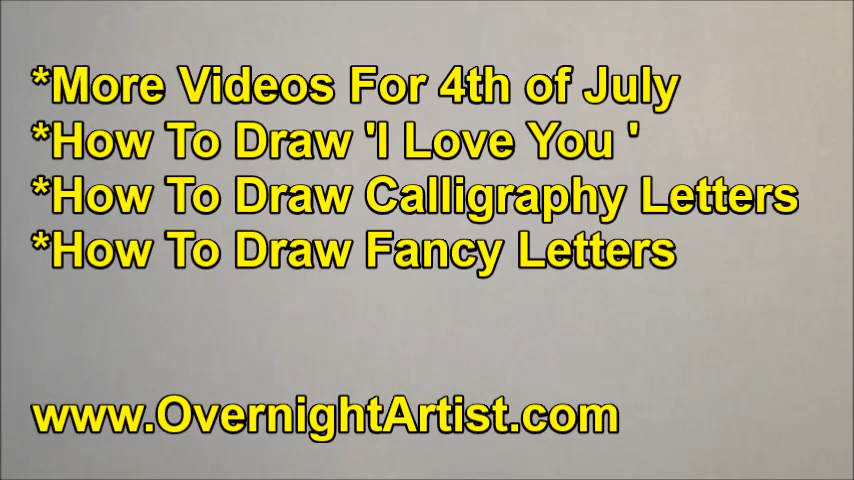 *More Videos For 4th of July
*How To Draw 'I Love You '
*How To Draw Calligraphy Letters
*How To Draw Fancy Letters
www.OvernightArtist.com